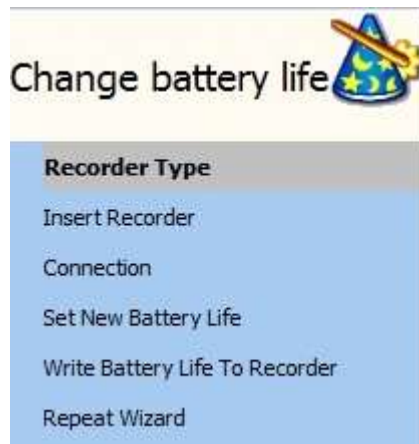 Change battery life
Recorder Type
Insert Recorder
Connection
Set New Battery Life
Write Battery Life To Recorder
Repeat Wizard